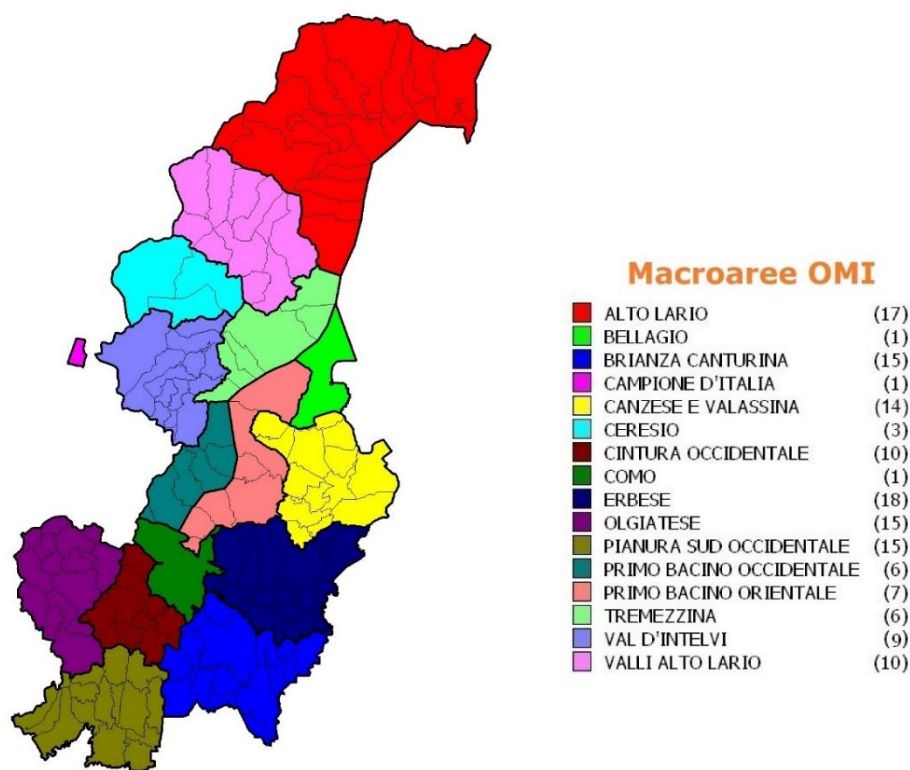 Macroaree OMI
ALTO LARIO (17)
BELLAGIO (1)
BRIANZA CANTURINA (15)
CAMPIONE D'ITALIA (1)
CANZESE E VALASSINA (14)
CERESIO (3)
CINTURA OCCIDENTALE (10)
COMO (1)
ERBESE (18)
OLGIATESE (15)
PIANURA SUD OCCIDENTALE (15)
PRIMO BACINO OCCIDENTALE (6)
PRIMO BACINO ORIENTALE (7)
TREMEZZINA (6)
VAL D'INTELVI (9)
VALLI ALTO LARIO (10)